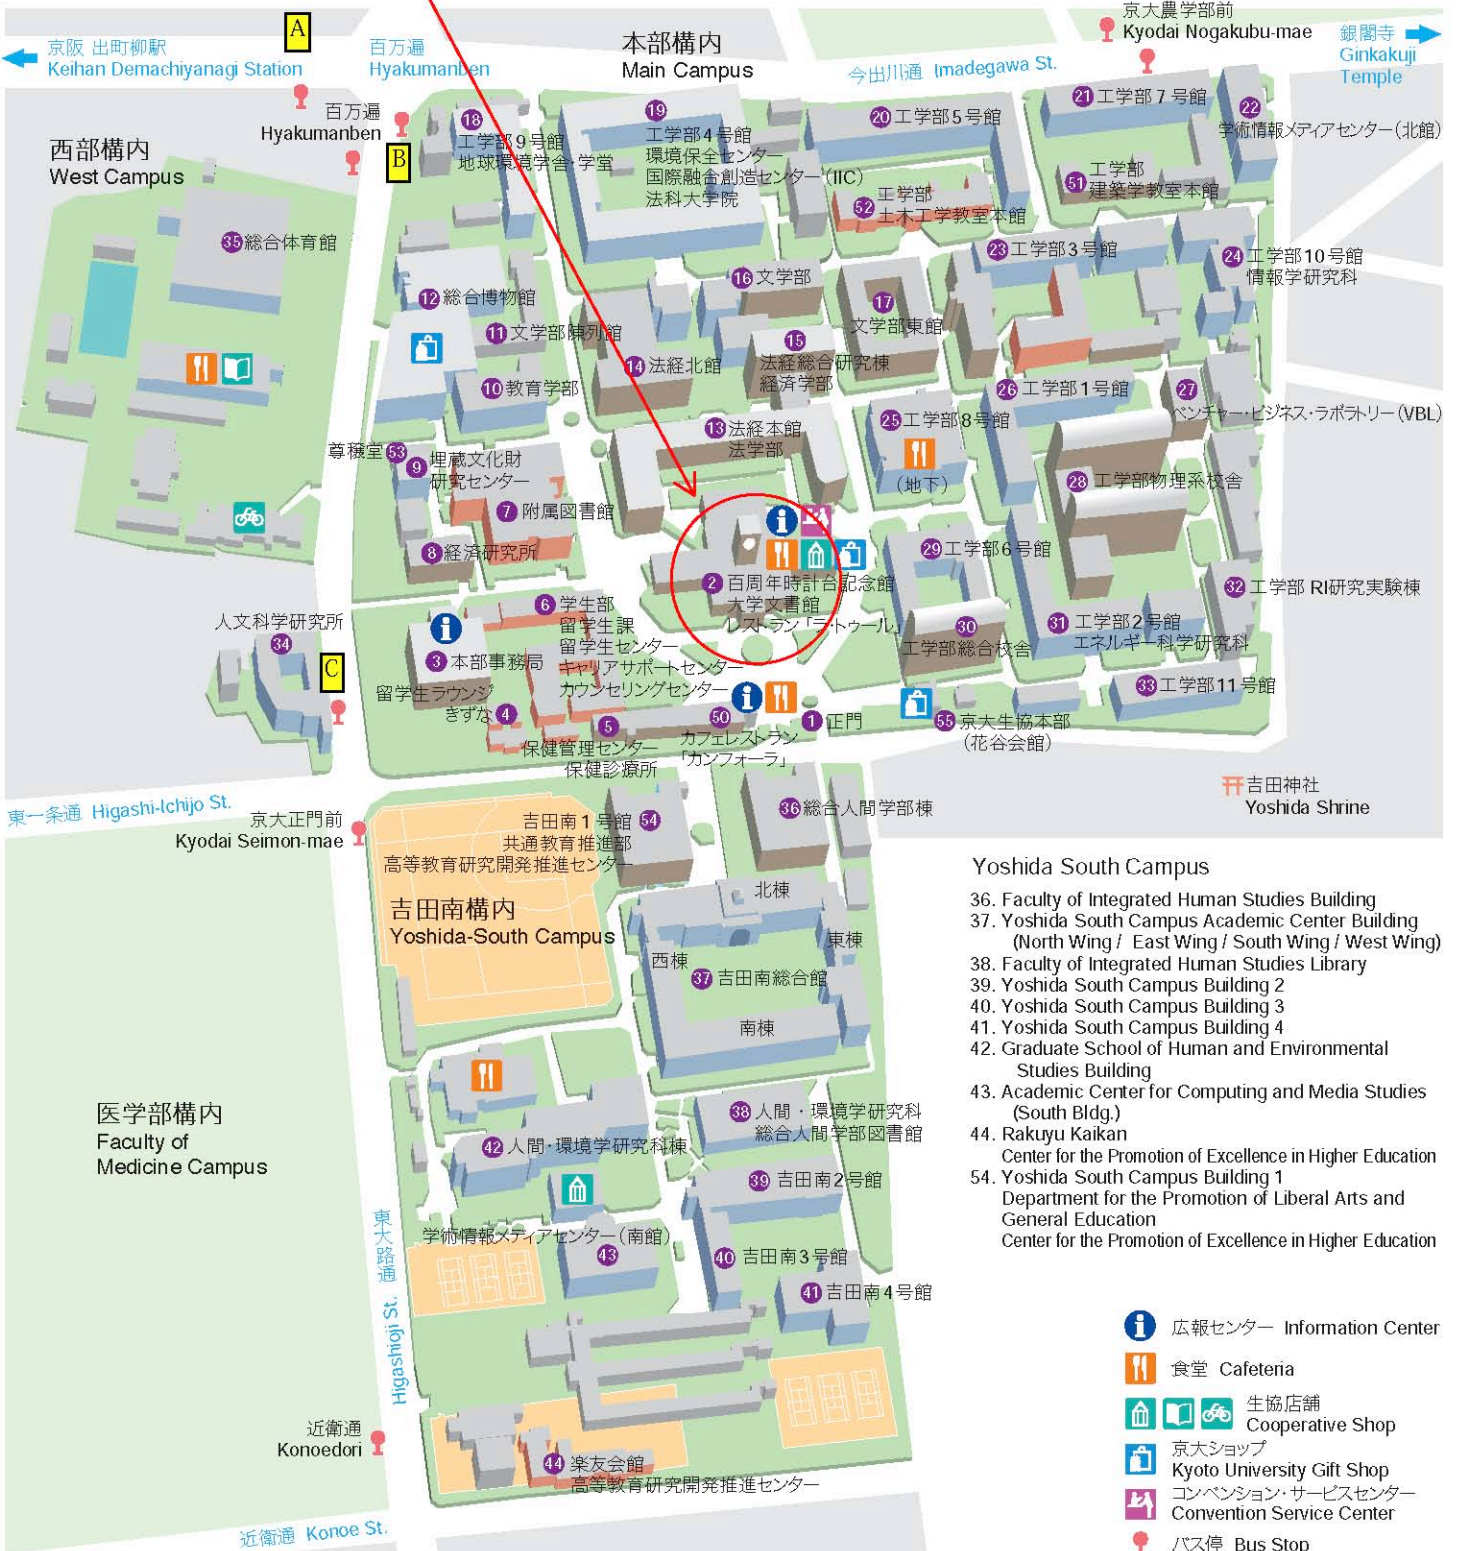 A
京阪 出町柳駅
Keihan Demachiyanagi Station
百万遍
Hyakumanben
本部構内
Main Campus
今出川通 Imadegawa St.
京大農学部前
Kyodai Nogakubu-mae
銀閣寺
Ginkakuji
Temple
百万遍
Hyakumanben
B
西部構内
West Campus
18
工学部9号館
地球環境学舎・学堂
19
工学部4号館
環境保全センター
国際融合創造センター(IIC)
法科大学院
20 工学部5号館
21 工学部7号館
22
学術情報メディアセンター(北館)
51 工学部
建築学教室本館
52 工学部
土木工学教室本館
35 総合体育館
23 工学部3号館
24 工学部10号館
情報学研究科
12 総合博物館
16 文学部
17
文学部東館
11 文学部陳列館
15
法経総合研究棟
経済学部
14 法経北館
10 教育学部
26 工学部1号館
27
ベンチャー・ビジネス・ラボラトリー(VBL)
13 法経本館
法学部
25 工学部8号館
(地下)
尊攘堂 53
9 埋蔵文化財
研究センター
28 工学部物理系校舎
7 附属図書館
8 経済研究所
29 工学部6号館
2 百周年時計台記念館
大学文書館
レストラン「ラ・トゥール」
32 工学部 RI研究実験棟
6 学生部
留学生課
留学生センター
キャリアサポートセンター
カウンセリングセンター
人文科学研究所
34
C
3 本部事務局
留学生ラウンジ
きずな 4
30
工学部総合校舎
31 工学部2号館
エネルギー科学研究科
33 工学部11号館
5
保健管理センター
保健診療所
50
カフェレストラン
「カンフォーラ」
1 正門
55 京大生協本部
(花谷会館)
吉田神社
Yoshida Shrine
東一条通 Higashi-Ichijo St.
京大正門前
Kyodai Seimon-mae
吉田南1号館 54
共通教育推進部
高等教育研究開発推進センター
36 総合人間学部棟
吉田南構内
Yoshida-South Campus
北棟
東棟
西棟
37 吉田南総合館
南棟
Yoshida South Campus
36. Faculty of Integrated Human Studies Building
37. Yoshida South Campus Academic Center Building
(North Wing / East Wing / South Wing / West Wing)
38. Faculty of Integrated Human Studies Library
39. Yoshida South Campus Building 2
40. Yoshida South Campus Building 3
41. Yoshida South Campus Building 4
42. Graduate School of Human and Environmental
Studies Building
43. Academic Center for Computing and Media Studies
(South Bldg.)
44. Rakuyu Kaikan
Center for the Promotion of Excellence in Higher Education
54. Yoshida South Campus Building 1
Department for the Promotion of Liberal Arts and
General Education
Center for the Promotion of Excellence in Higher Education
医学部構内
Faculty of
Medicine Campus
38 人間・環境学研究科
総合人間学部図書館
42 人間・環境学研究科棟
39 吉田南2号館
学術情報メディアセンター(南館)
43
40 吉田南3号館
41 吉田南4号館
東大路通 Higashioji St.
近衛通
Konoedori
44 楽友会館
高等教育研究開発推進センター
近衛通 Konoe St.
広報センター Information Center
食堂 Cafeteria
生協店舗
Cooperative Shop
京大ショップ
Kyoto University Gift Shop
コンベンション・サービスセンター
Convention Service Center
バス停 Bus Stop